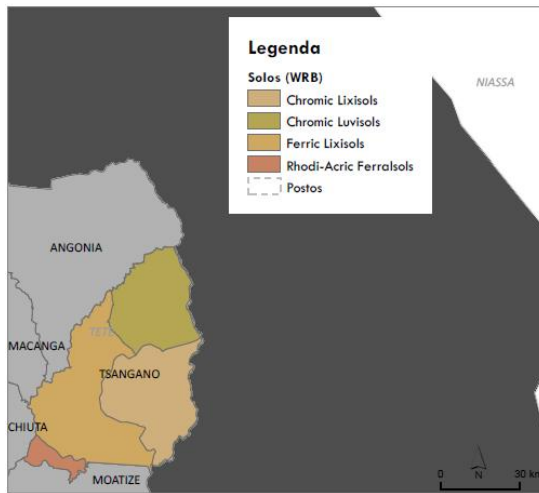 Legenda
Solos (WRB)
Chromic Lixisols
Chromic Luvisols
Ferric Lixisols
Rhodi-Acric Ferralsols
Postos
NIASSA
ANGONIA
TETE
MACANGA
TSANGANO
CHIUTA
MOATIZE
N
0 30 km